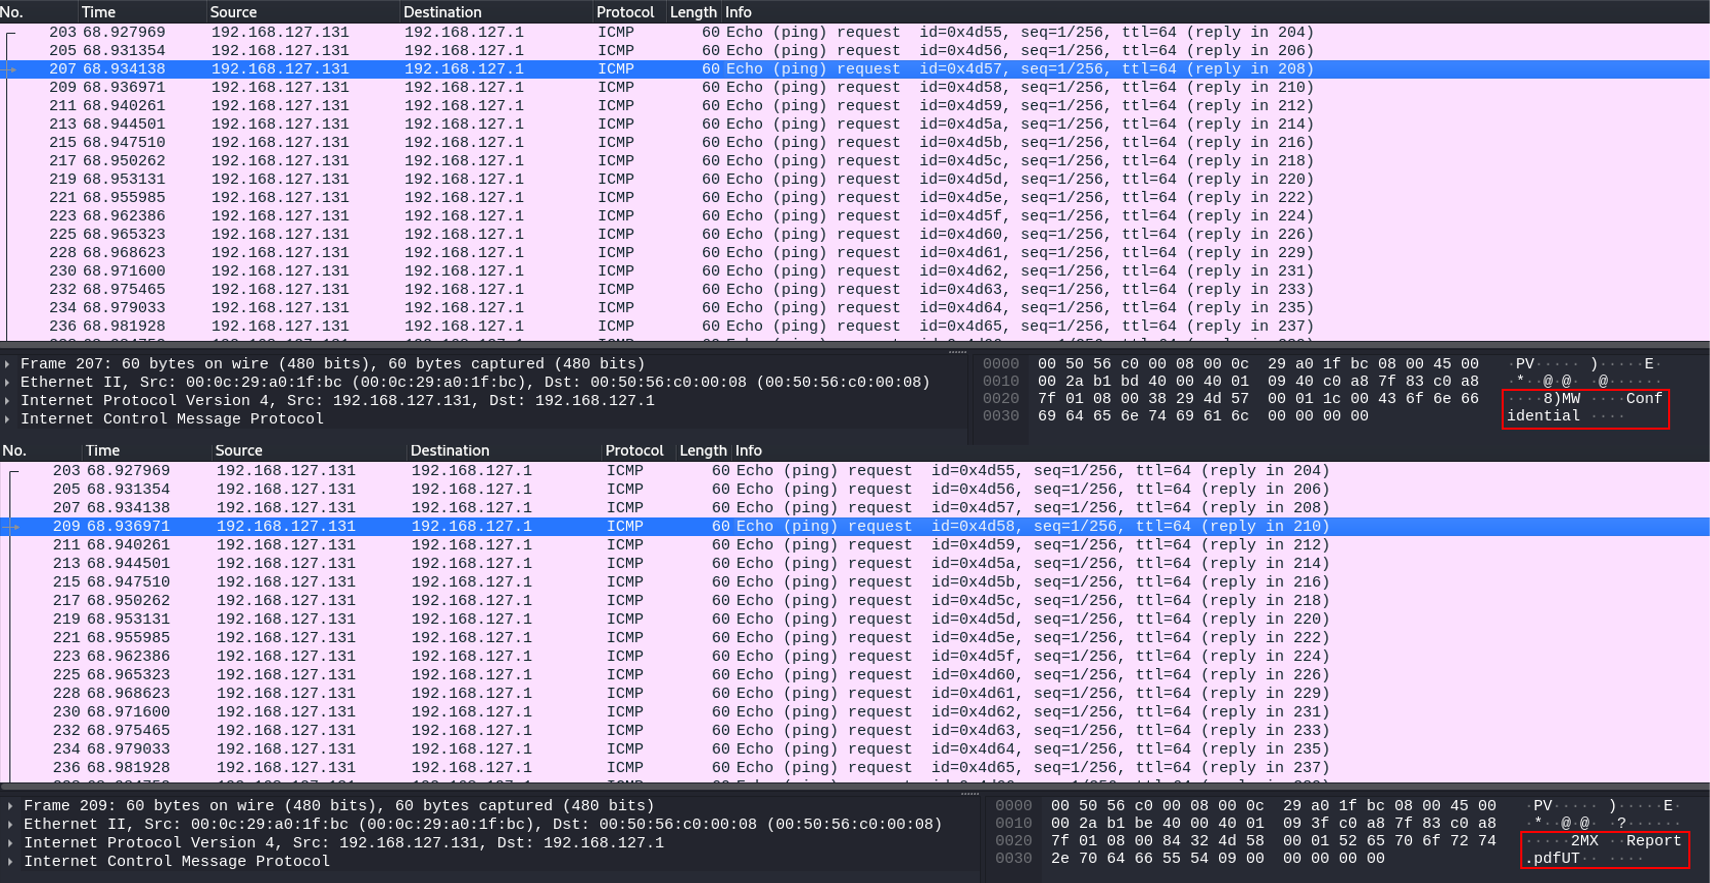 No. Time Source Destination Protocol Length Info
203 68.927969 192.168.127.131 192.168.127.1 ICMP 60 Echo (ping) request id=0x4d55, seq=1/256, ttl=64 (reply in 204)
205 68.931354 192.168.127.131 192.168.127.1 ICMP 60 Echo (ping) request id=0x4d56, seq=1/256, ttl=64 (reply in 206)
207 68.934138 192.168.127.131 192.168.127.1 ICMP 60 Echo (ping) request id=0x4d57, seq=1/256, ttl=64 (reply in 208)
209 68.936971 192.168.127.131 192.168.127.1 ICMP 60 Echo (ping) request id=0x4d58, seq=1/256, ttl=64 (reply in 210)
211 68.940261 192.168.127.131 192.168.127.1 ICMP 60 Echo (ping) request id=0x4d59, seq=1/256, ttl=64 (reply in 212)
213 68.944501 192.168.127.131 192.168.127.1 ICMP 60 Echo (ping) request id=0x4d5a, seq=1/256, ttl=64 (reply in 214)
215 68.947510 192.168.127.131 192.168.127.1 ICMP 60 Echo (ping) request id=0x4d5b, seq=1/256, ttl=64 (reply in 216)
217 68.950262 192.168.127.131 192.168.127.1 ICMP 60 Echo (ping) request id=0x4d5c, seq=1/256, ttl=64 (reply in 218)
219 68.953131 192.168.127.131 192.168.127.1 ICMP 60 Echo (ping) request id=0x4d5d, seq=1/256, ttl=64 (reply in 220)
221 68.955985 192.168.127.131 192.168.127.1 ICMP 60 Echo (ping) request id=0x4d5e, seq=1/256, ttl=64 (reply in 222)
223 68.962386 192.168.127.131 192.168.127.1 ICMP 60 Echo (ping) request id=0x4d5f, seq=1/256, ttl=64 (reply in 224)
225 68.965323 192.168.127.131 192.168.127.1 ICMP 60 Echo (ping) request id=0x4d60, seq=1/256, ttl=64 (reply in 226)
228 68.968623 192.168.127.131 192.168.127.1 ICMP 60 Echo (ping) request id=0x4d61, seq=1/256, ttl=64 (reply in 229)
230 68.971600 192.168.127.131 192.168.127.1 ICMP 60 Echo (ping) request id=0x4d62, seq=1/256, ttl=64 (reply in 231)
232 68.975465 192.168.127.131 192.168.127.1 ICMP 60 Echo (ping) request id=0x4d63, seq=1/256, ttl=64 (reply in 233)
234 68.979033 192.168.127.131 192.168.127.1 ICMP 60 Echo (ping) request id=0x4d64, seq=1/256, ttl=64 (reply in 235)
236 68.981928 192.168.127.131 192.168.127.1 ICMP 60 Echo (ping) request id=0x4d65, seq=1/256, ttl=64 (reply in 237)
Frame 207: 60 bytes on wire (480 bits), 60 bytes captured (480 bits)
Ethernet II, Src: 00:0c:29:a0:1f:bc (00:0c:29:a0:1f:bc), Dst: 00:50:56:c0:00:08 (00:50:56:c0:00:08)
Internet Protocol Version 4, Src: 192.168.127.131, Dst: 192.168.127.1
Internet Control Message Protocol
0000 00 50 56 c0 00 08 00 0c 29 a0 1f bc 08 00 45 00 ·PV····· )·····E·
0010 00 2a b1 bd 40 00 40 01 09 40 c0 a8 7f 83 c0 a8 ·*··@·@· ·@······
0020 7f 01 08 00 38 29 4d 57 00 01 1c 00 43 6f 6e 66 ····8)MW ····Conf
0030 69 64 65 6e 74 69 61 6c 00 00 00 00 idential ····
No. Time Source Destination Protocol Length Info
203 68.927969 192.168.127.131 192.168.127.1 ICMP 60 Echo (ping) request id=0x4d55, seq=1/256, ttl=64 (reply in 204)
205 68.931354 192.168.127.131 192.168.127.1 ICMP 60 Echo (ping) request id=0x4d56, seq=1/256, ttl=64 (reply in 206)
207 68.934138 192.168.127.131 192.168.127.1 ICMP 60 Echo (ping) request id=0x4d57, seq=1/256, ttl=64 (reply in 208)
209 68.936971 192.168.127.131 192.168.127.1 ICMP 60 Echo (ping) request id=0x4d58, seq=1/256, ttl=64 (reply in 210)
211 68.940261 192.168.127.131 192.168.127.1 ICMP 60 Echo (ping) request id=0x4d59, seq=1/256, ttl=64 (reply in 212)
213 68.944501 192.168.127.131 192.168.127.1 ICMP 60 Echo (ping) request id=0x4d5a, seq=1/256, ttl=64 (reply in 214)
215 68.947510 192.168.127.131 192.168.127.1 ICMP 60 Echo (ping) request id=0x4d5b, seq=1/256, ttl=64 (reply in 216)
217 68.950262 192.168.127.131 192.168.127.1 ICMP 60 Echo (ping) request id=0x4d5c, seq=1/256, ttl=64 (reply in 218)
219 68.953131 192.168.127.131 192.168.127.1 ICMP 60 Echo (ping) request id=0x4d5d, seq=1/256, ttl=64 (reply in 220)
221 68.955985 192.168.127.131 192.168.127.1 ICMP 60 Echo (ping) request id=0x4d5e, seq=1/256, ttl=64 (reply in 222)
223 68.962386 192.168.127.131 192.168.127.1 ICMP 60 Echo (ping) request id=0x4d5f, seq=1/256, ttl=64 (reply in 224)
225 68.965323 192.168.127.131 192.168.127.1 ICMP 60 Echo (ping) request id=0x4d60, seq=1/256, ttl=64 (reply in 226)
228 68.968623 192.168.127.131 192.168.127.1 ICMP 60 Echo (ping) request id=0x4d61, seq=1/256, ttl=64 (reply in 229)
230 68.971600 192.168.127.131 192.168.127.1 ICMP 60 Echo (ping) request id=0x4d62, seq=1/256, ttl=64 (reply in 231)
232 68.975465 192.168.127.131 192.168.127.1 ICMP 60 Echo (ping) request id=0x4d63, seq=1/256, ttl=64 (reply in 233)
234 68.979033 192.168.127.131 192.168.127.1 ICMP 60 Echo (ping) request id=0x4d64, seq=1/256, ttl=64 (reply in 235)
236 68.981928 192.168.127.131 192.168.127.1 ICMP 60 Echo (ping) request id=0x4d65, seq=1/256, ttl=64 (reply in 237)
Frame 209: 60 bytes on wire (480 bits), 60 bytes captured (480 bits)
Ethernet II, Src: 00:0c:29:a0:1f:bc (00:0c:29:a0:1f:bc), Dst: 00:50:56:c0:00:08 (00:50:56:c0:00:08)
Internet Protocol Version 4, Src: 192.168.127.131, Dst: 192.168.127.1
Internet Control Message Protocol
0000 00 50 56 c0 00 08 00 0c 29 a0 1f bc 08 00 45 00 ·PV····· )·····E·
0010 00 2a b1 be 40 00 40 01 09 3f c0 a8 7f 83 c0 a8 ·*··@·@· ·?······
0020 7f 01 08 00 84 32 4d 58 00 01 52 65 70 6f 72 74 ·····2MX ··Report
0030 2e 70 64 66 55 54 09 00 00 00 00 00 .pdfUT·· ····